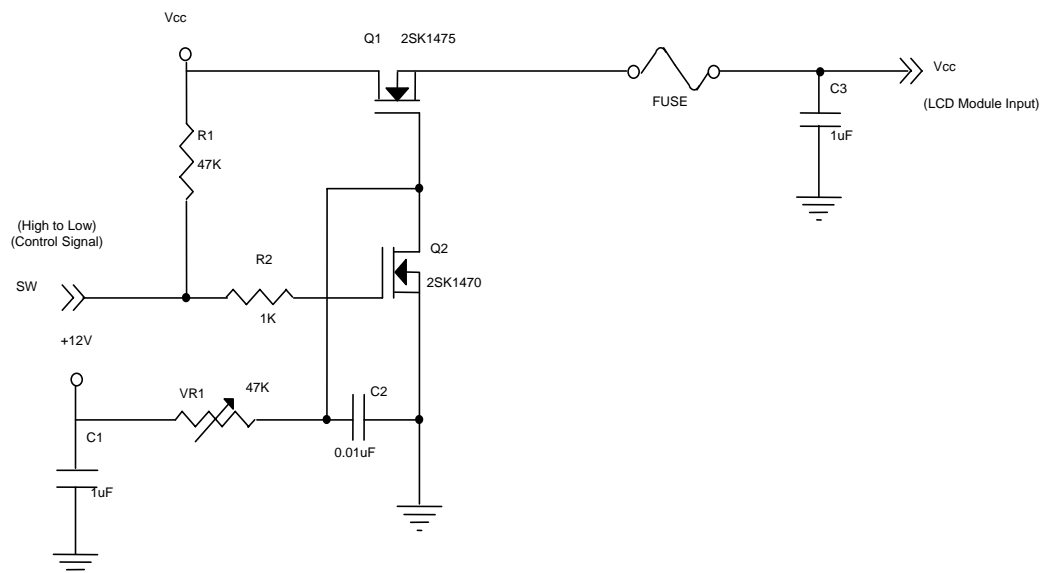 Vcc
Q1 2SK1475
Vcc
C3
FUSE
(LCD Module Input)
R1
1uF
47K
(High to Low)
(Control Signal)
Q2
R2
2SK1470
SW
1K
+12V
47K
VR1
C2
C1
0.01uF
1uF